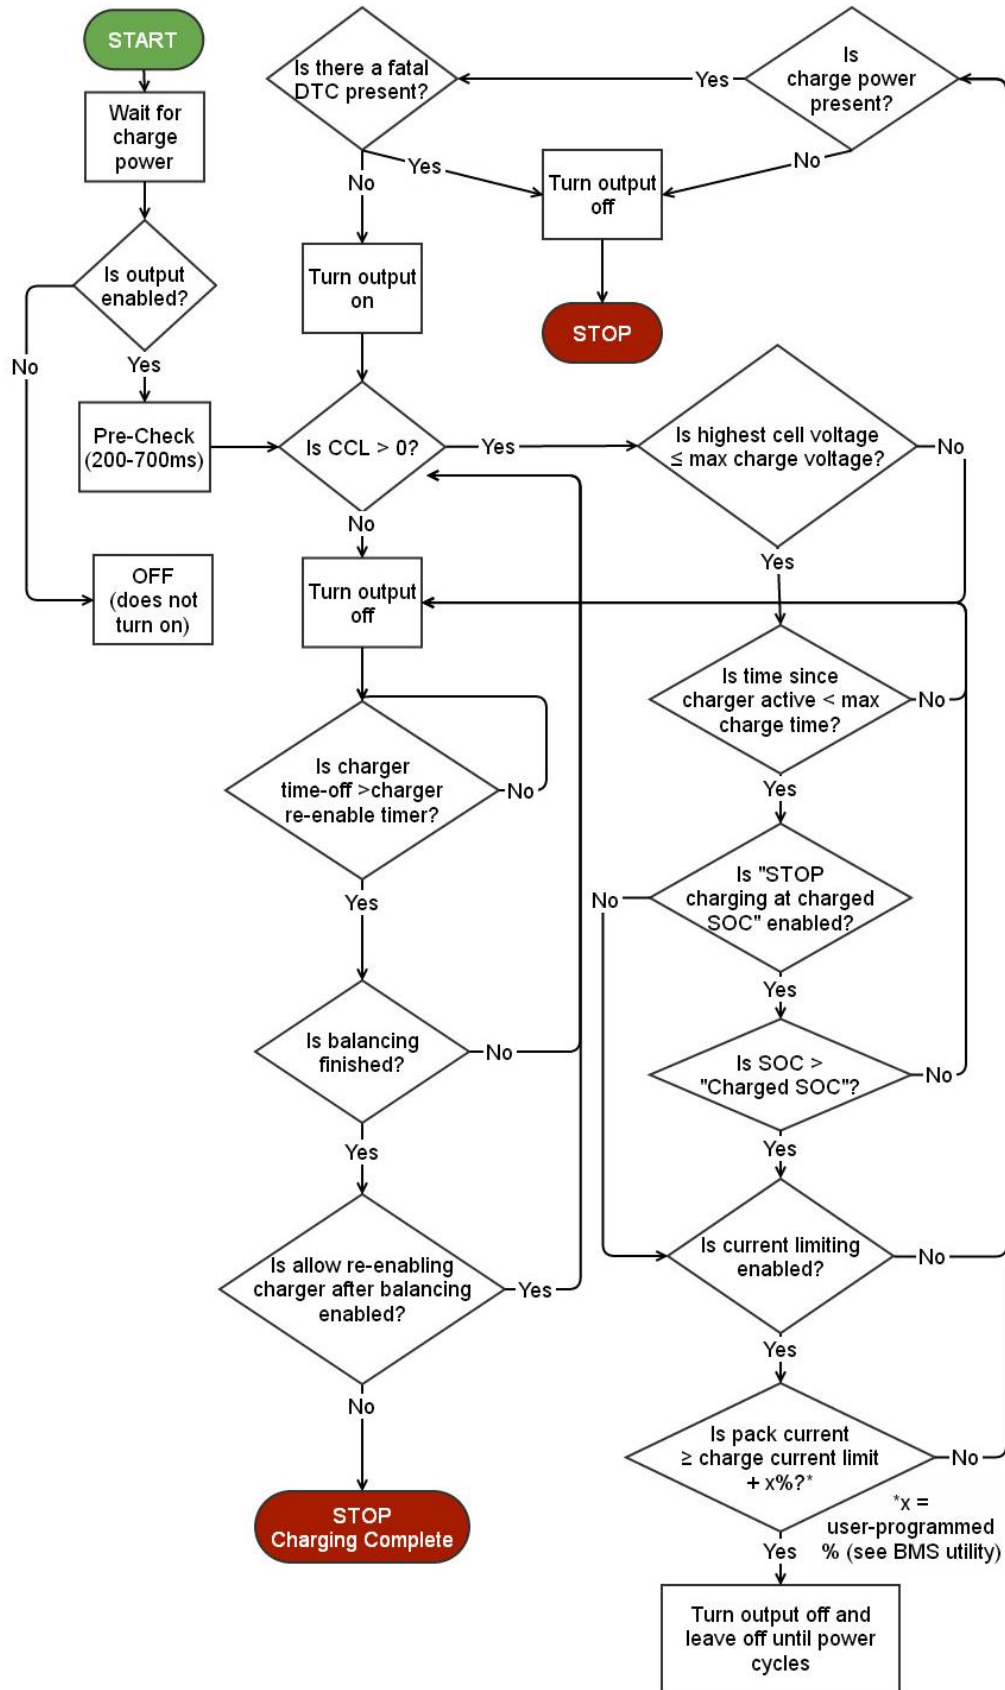 START
Wait for
charge
power
Is output
enabled?
No
Yes
Pre-Check
(200-700ms)
OFF
(does not
turn on)
Is there a fatal
DTC present?
Yes
Is
charge power
present?
No
Yes
No
Turn output
off
STOP
Turn output
on
Is CCL > 0?
Yes
No
Is highest cell voltage
≤ max charge voltage?
No
Yes
Turn output
off
Is charger
time-off >charger
re-enable timer?
No
Yes
Is balancing
finished?
No
Yes
Is allow re-enabling
charger after balancing
enabled?
Yes
No
STOP
Charging Complete
Is time since
charger active < max
charge time?
No
Yes
Is "STOP
charging at charged
SOC" enabled?
No
Yes
Is SOC >
"Charged SOC"?
No
Yes
Is current limiting
enabled?
No
Yes
Is pack current
≥ charge current limit
+ x%?*
No
Yes
*x =
user-programmed
% (see BMS utility)
Turn output off and
leave off until power
cycles